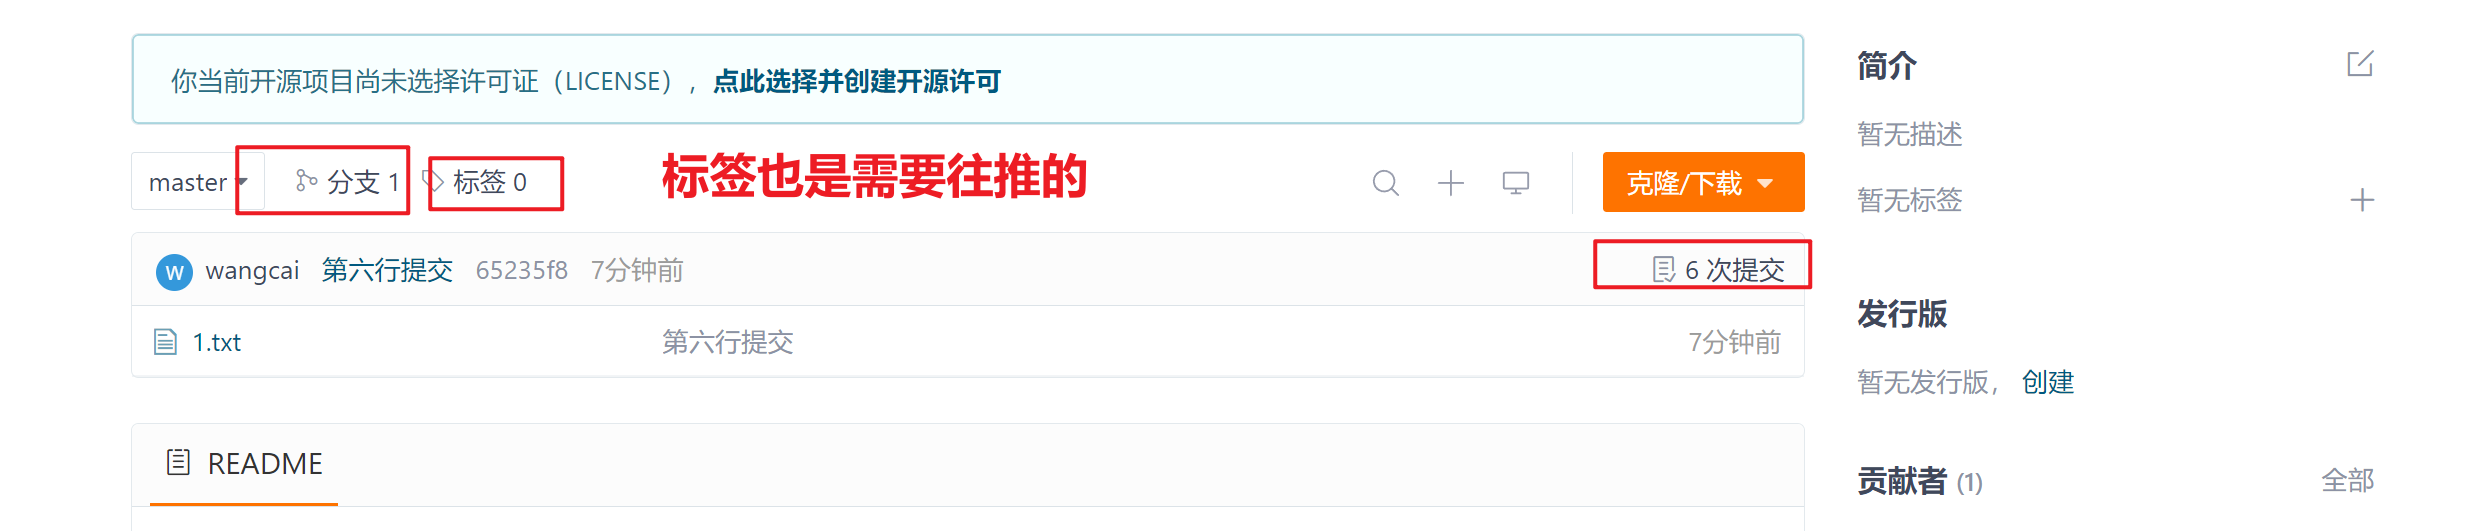 你当前开源项目尚未选择许可证（LICENSE），点此选择并创建开源许可
master
分支 1
标签 0
标签也是需要往推的
克隆/下载
W wangcai 第六行提交 65235f8 7分钟前
6 次提交
1.txt 第六行提交 7分钟前
README
简介
暂无描述
暂无标签
发行版
暂无发行版，创建
贡献者 (1) 全部